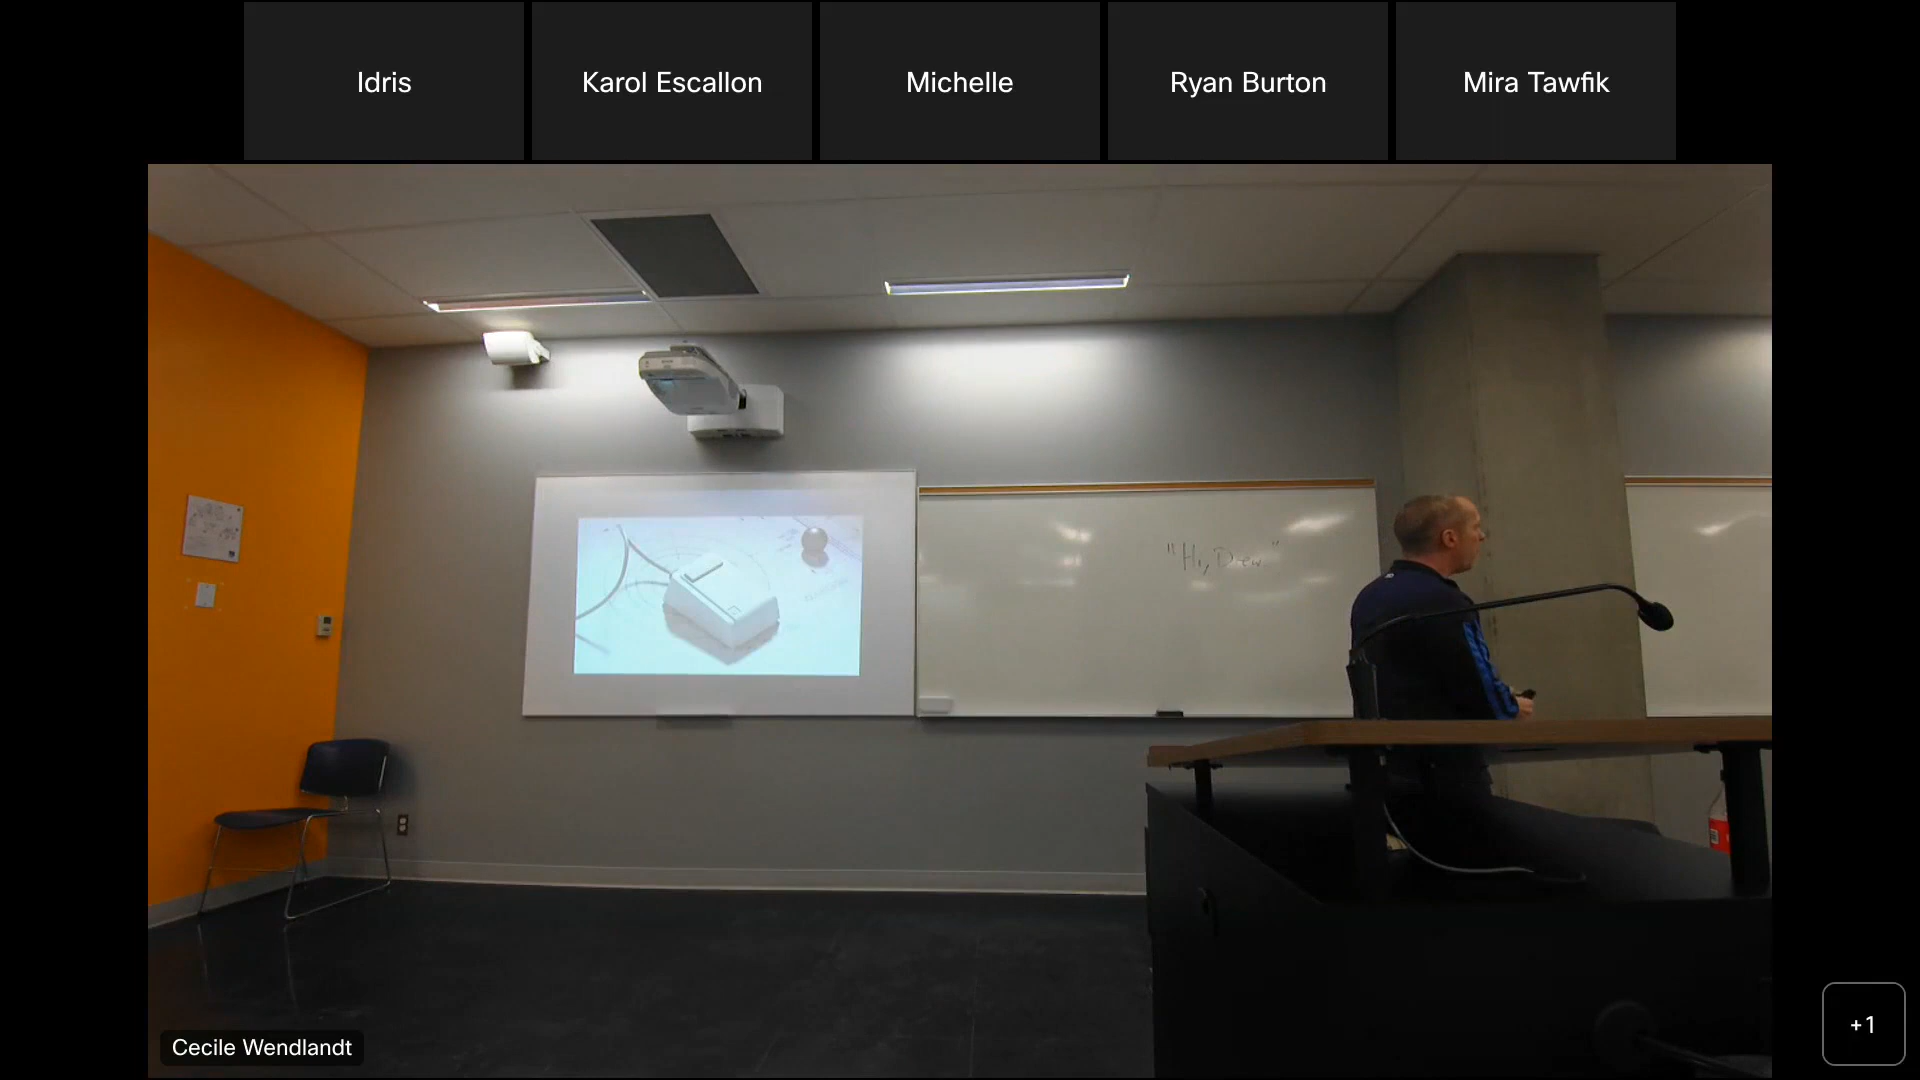 Idris
Karol Escallon
Michelle
Ryan Burton
Mira Tawfik
"Hi, Drew"
Cecile Wendlandt
+1